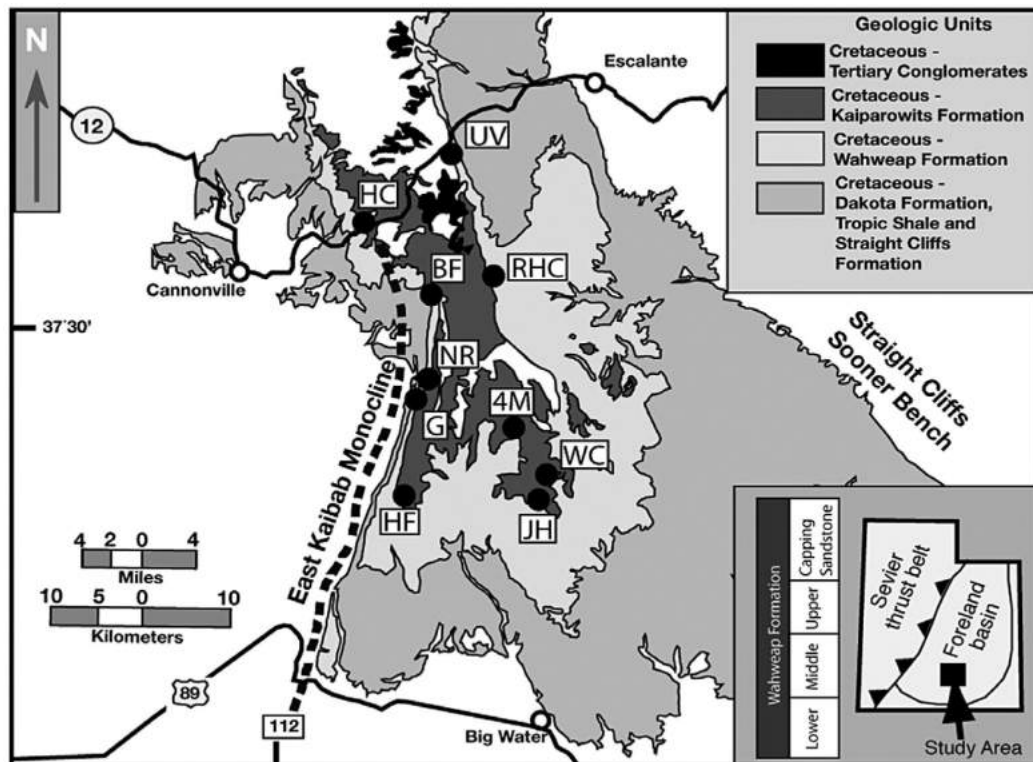 N
12
Escalante
UV
HC
Cannonville
BF
RHC
37°30'
NR
G
4M
WC
HF
JH
East Kaibab Monocline
Straight Cliffs
Sooner Bench
4 2 0 4
Miles
10 5 0 10
Kilometers
89
112
Big Water
Geologic Units
Cretaceous -
Tertiary Conglomerates
Cretaceous -
Kaiparowits Formation
Cretaceous -
Wahweap Formation
Cretaceous -
Dakota Formation,
Tropic Shale and
Straight Cliffs
Formation
Wahweap Formation
Capping
Sandstone
Upper
Middle
Lower
Sevier
thrust belt
Foreland
basin
Study Area